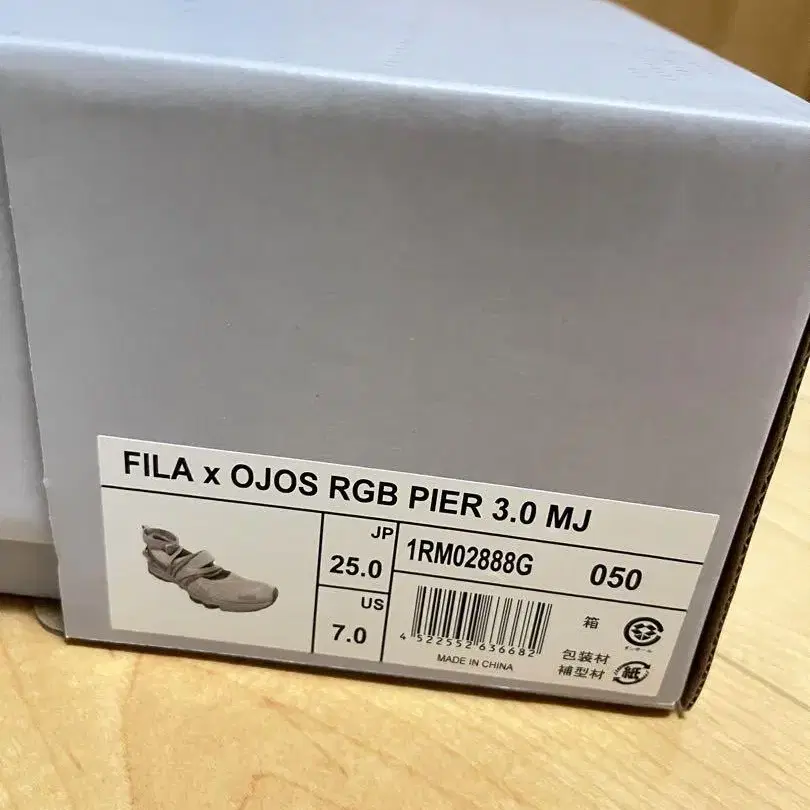 FILA x OJOS RGB PIER 3.0 MJ
JP
25.0
US
7.0
1RM02888G 050
4 522552 636682
MADE IN CHINA
箱
包装材
補型材
紙